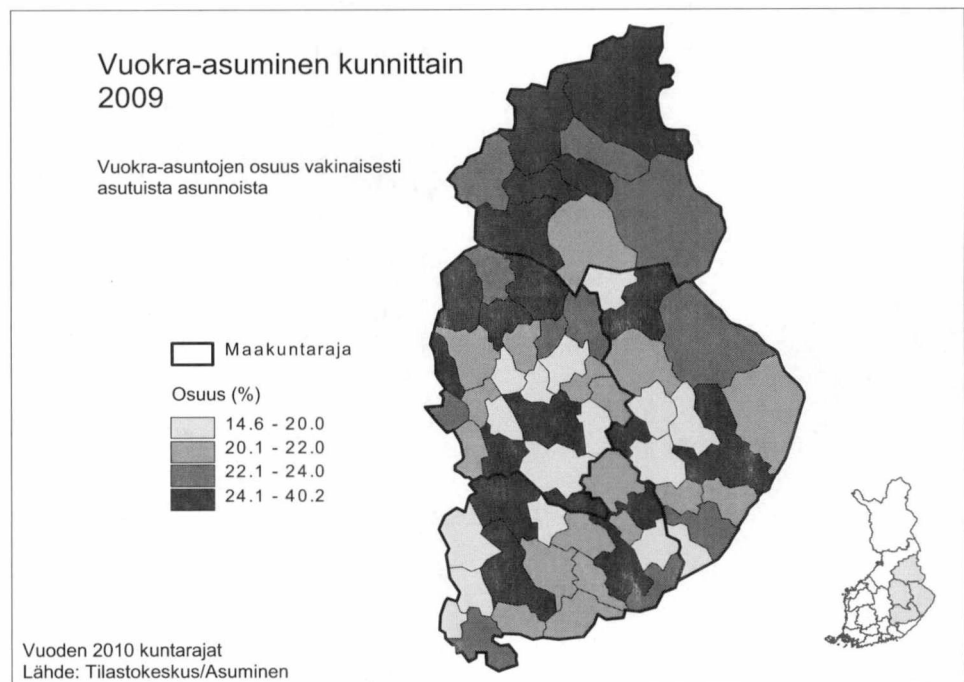 Vuokra-asuminen kunnittain
2009
Vuokra-asuntojen osuus vakinaisesti
asutuista asunnoista
Maakuntaraja
Osuus (%)
14.6 - 20.0
20.1 - 22.0
22.1 - 24.0
24.1 - 40.2
Vuoden 2010 kuntarajat
Lähde: Tilastokeskus/Asuminen